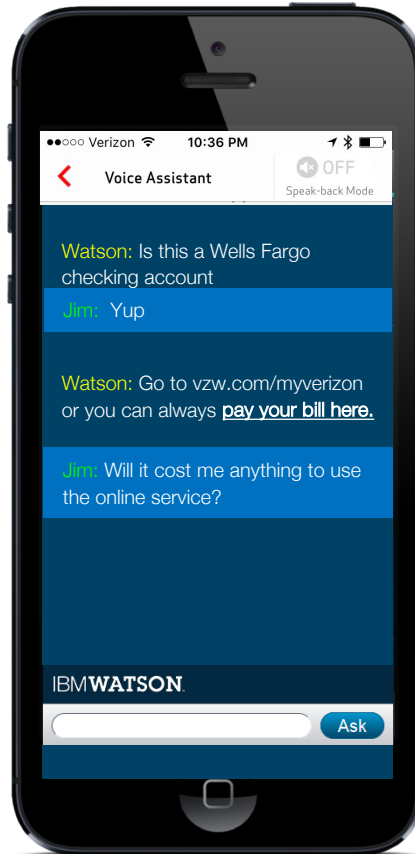 Verizon 10:36 PM
Voice Assistant
OFF
Speak-back Mode
Watson: Is this a Wells Fargo
checking account
Jim: Yup
Watson: Go to vzw.com/myverizon
or you can always pay your bill here.
Jim: Will it cost me anything to use
the online service?
IBMWATSON.
Ask